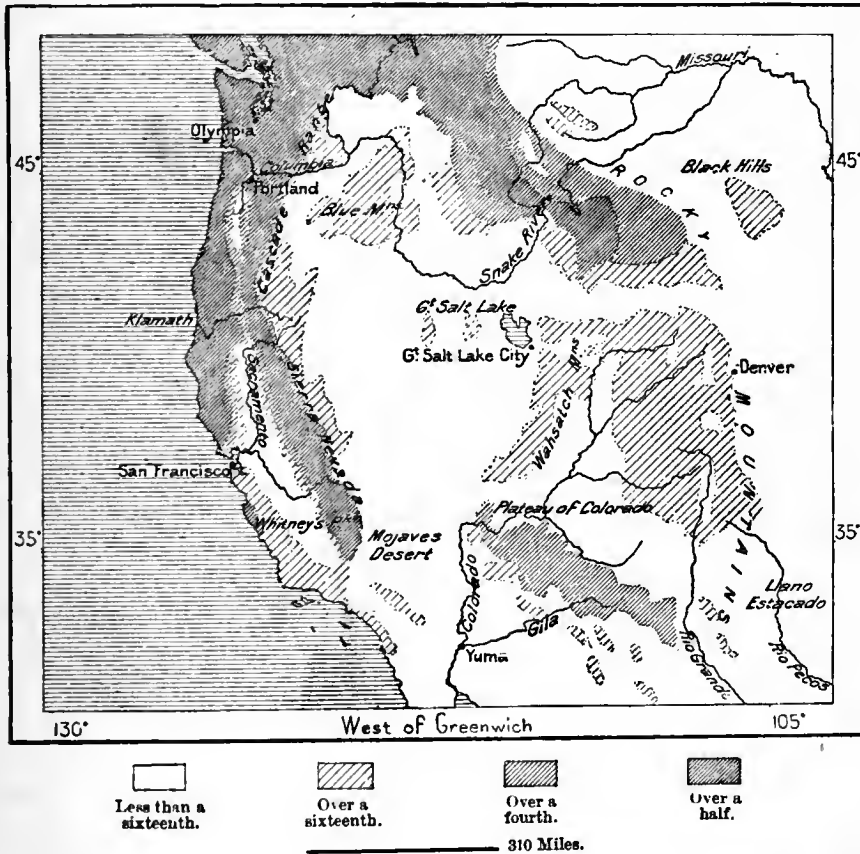 Missouri
Olympia
Range
45°
Columbia
45°
Portland
ROCKY
Black Hills
Blue Mns
Cascade
Snake River
Klamath
Gt Salt Lake
Gt Salt Lake City
Sacramento
Sierra Nevada
Wahsatch Mns
Denver
MOUNTAIN
San Francisco
Whitney's Pk
Plateau of Colorado
35°
Mojaves
Desert
35°
Colorado
Llano
Estacado
Gila
Yuma
Rio Grande
Rio Pecos
130°
West of Greenwich
105°
Less than a
sixteenth.
Over a
sixteenth.
Over a
fourth.
Over a
half.
310 Miles.